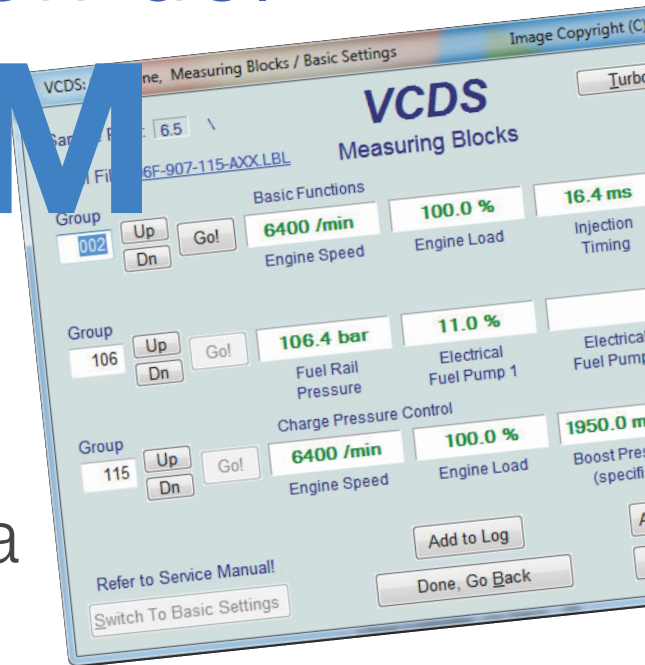 M
VCDS: ne, Measuring Blocks / Basic Settings
Image Copyright (C)
6.5 \
VCDS
Measuring Blocks
6F-907-115-AXX.LBL
Turbo
Group
Basic Functions
002 Up Dn Go! 6400 /min 100.0 % 16.4 ms
Engine Speed Engine Load Injection Timing
Group
106 Up Dn Go! 106.4 bar 11.0 %
Fuel Rail Pressure Electrical Fuel Pump 1 Electrical Fuel Pump
Charge Pressure Control
Group
115 Up Dn Go! 6400 /min 100.0 % 1950.0 m
Engine Speed Engine Load Boost Pres (specifi
a
Refer to Service Manual!
Add to Log
Switch To Basic Settings
Done, Go Back